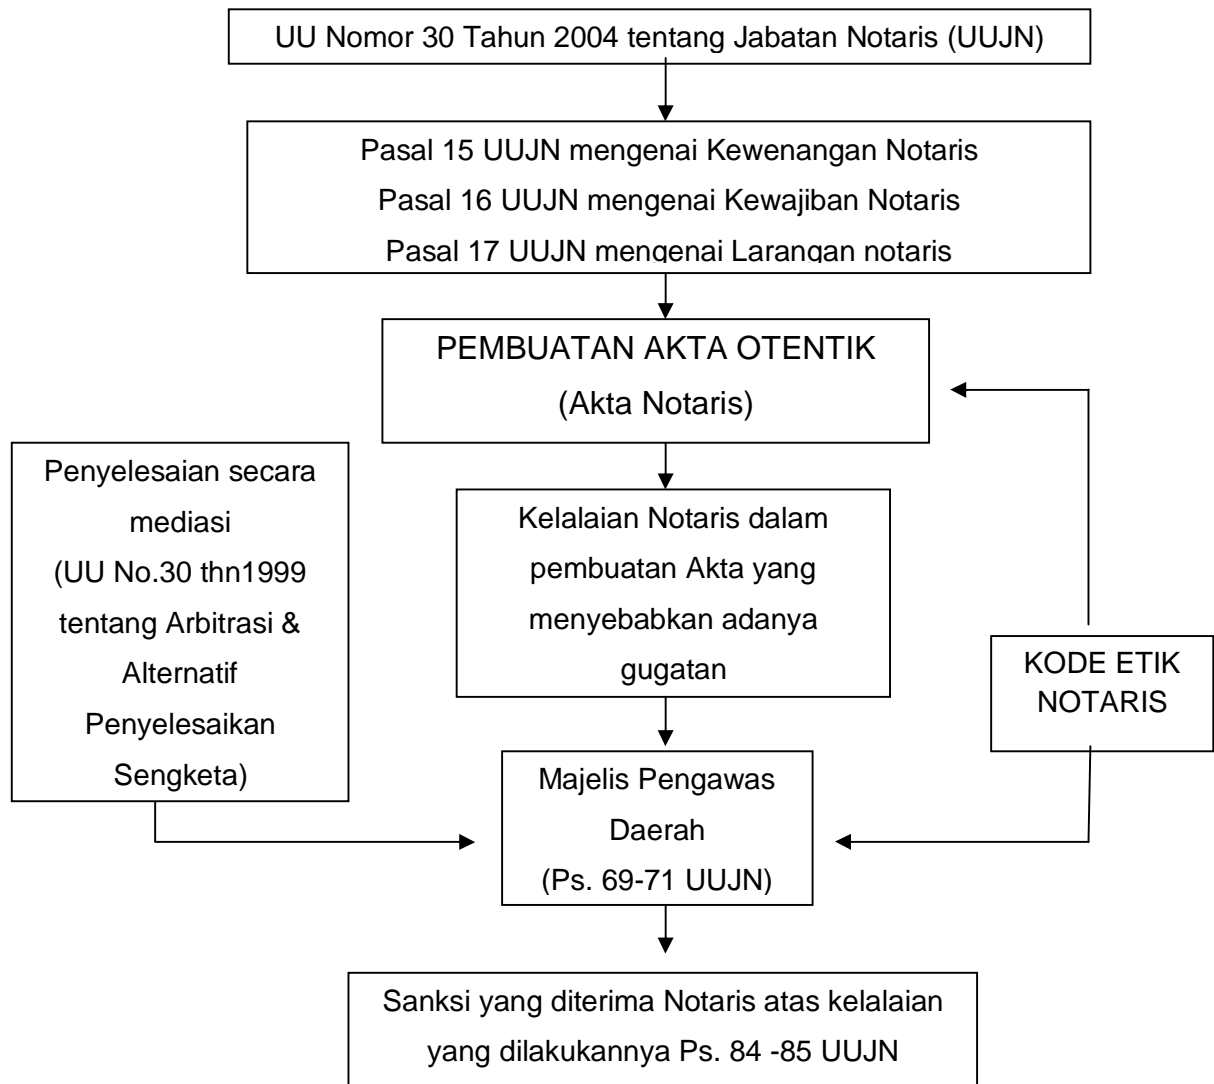 UU Nomor 30 Tahun 2004 tentang Jabatan Notaris (UUJN)
Pasal 15 UUJN mengenai Kewenangan Notaris
Pasal 16 UUJN mengenai Kewajiban Notaris
Pasal 17 UUJN mengenai Larangan notaris
PEMBUATAN AKTA OTENTIK
(Akta Notaris)
Penyelesaian secara
mediasi
(UU No.30 thn1999
tentang Arbitrasi &
Alternatif
Penyelesaikan
Sengketa)
Kelalaian Notaris dalam
pembuatan Akta yang
menyebabkan adanya
gugatan
KODE ETIK
NOTARIS
Majelis Pengawas
Daerah
(Ps. 69-71 UUJN)
Sanksi yang diterima Notaris atas kelalaian
yang dilakukannya Ps. 84 -85 UUJN